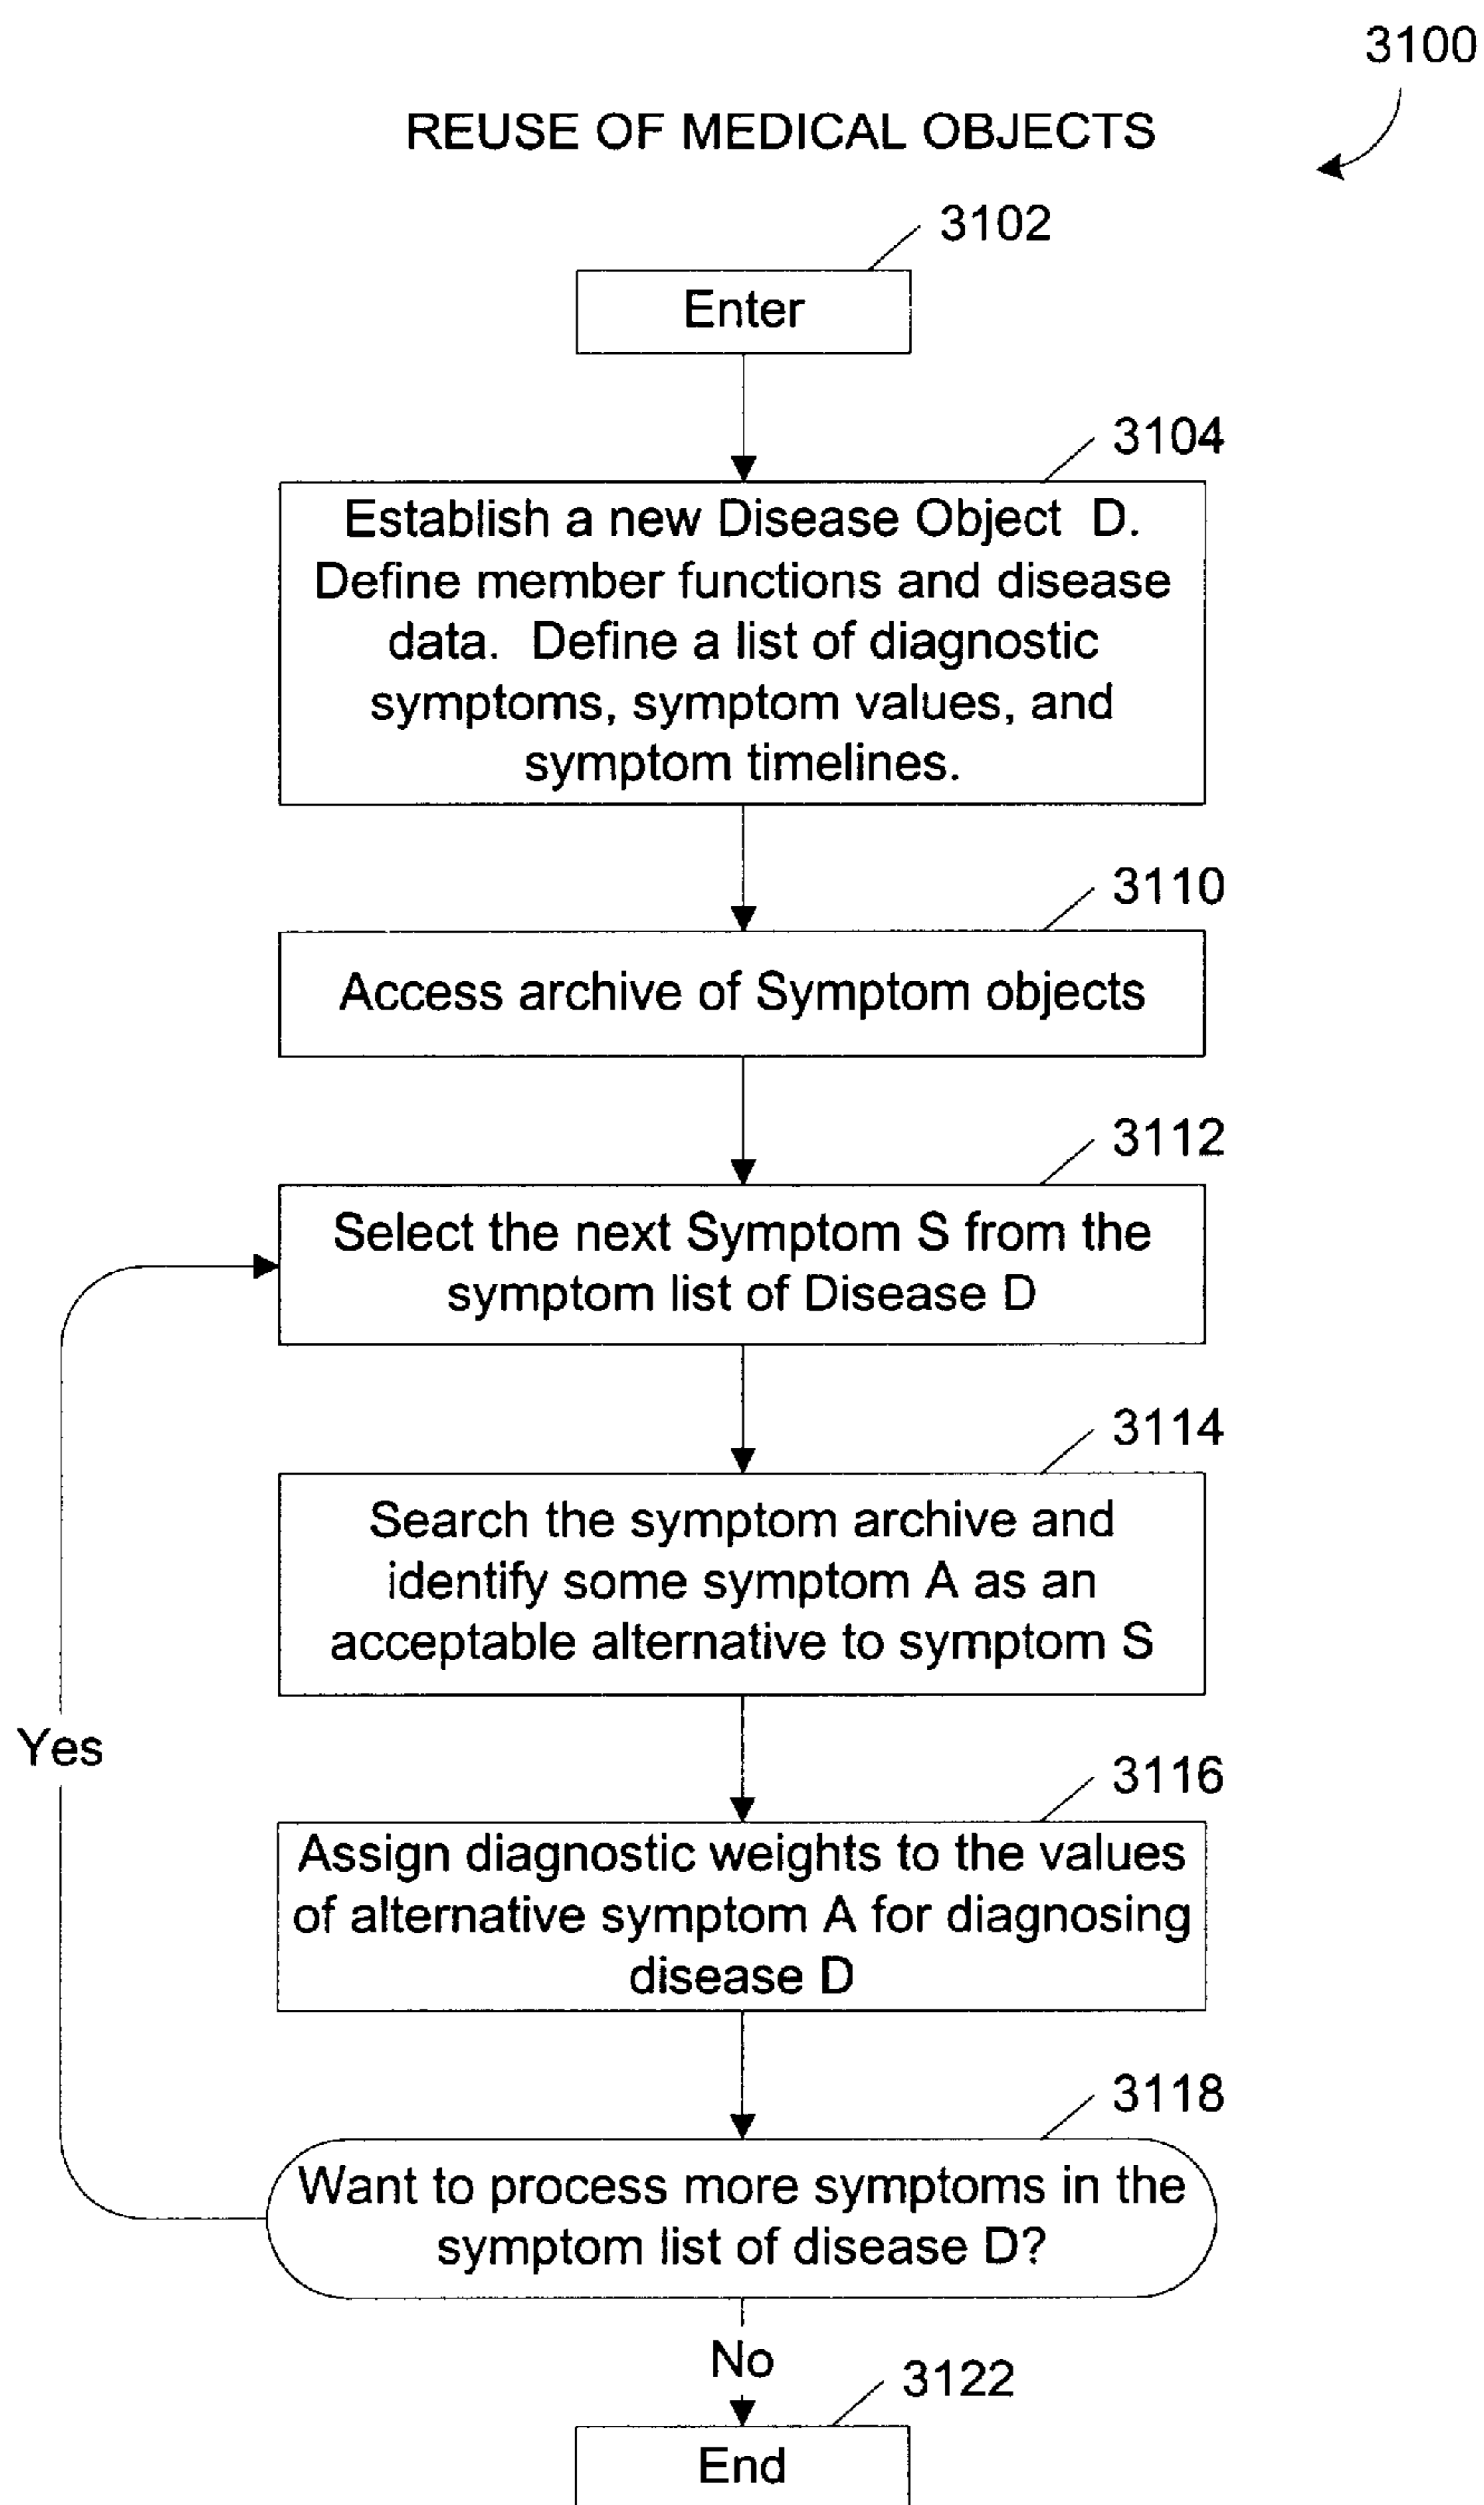 3100
REUSE OF MEDICAL OBJECTS
3102
Enter
3104
Establish a new Disease Object D.
Define member functions and disease
data. Define a list of diagnostic
symptoms, symptom values, and
symptom timelines.
3110
Access archive of Symptom objects
3112
Select the next Symptom S from the
symptom list of Disease D
3114
Search the symptom archive and
identify some symptom A as an
acceptable alternative to symptom S
Yes
3116
Assign diagnostic weights to the values
of alternative symptom A for diagnosing
disease D
3118
Want to process more symptoms in the
symptom list of disease D?
No
3122
End